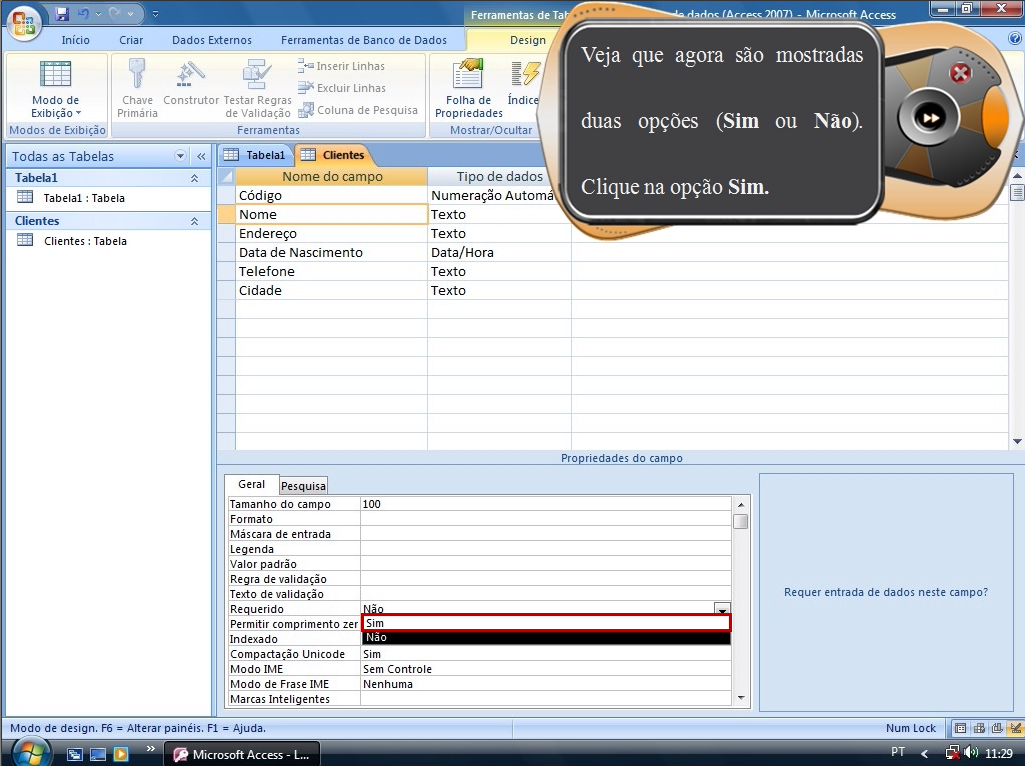 Ferramentas de Tab
de dados (Access 2007) - Microsoft Access
Início
Criar
Dados Externos
Ferramentas de Banco de Dados
Design
Modo de
Exibição
Modos de Exibição
Chave
Primária
Construtor
Testar Regras
de Validação
Inserir Linhas
Excluir Linhas
Coluna de Pesquisa
Ferramentas
Folha de
Propriedades
Índice
Mostrar/Ocultar
Veja que agora são mostradas
duas opções (Sim ou Não).
Clique na opção Sim.
Todas as Tabelas
Tabela1
Tabela1 : Tabela
Clientes
Clientes : Tabela
Tabela1
Clientes
Nome do campo Tipo de dados
Código Numeração Automá
Nome Texto
Endereço Texto
Data de Nascimento Data/Hora
Telefone Texto
Cidade Texto
Propriedades do campo
Geral
Pesquisa
Tamanho do campo 100
Formato
Máscara de entrada
Legenda
Valor padrão
Regra de validação
Texto de validação
Requerido Não
Permitir comprimento zer Sim
Indexado Não
Compactação Unicode Sim
Modo IME Sem Controle
Modo de Frase IME Nenhuma
Marcas Inteligentes
Requer entrada de dados neste campo?
Modo de design. F6 = Alterar painéis. F1 = Ajuda.
Num Lock
Microsoft Access - L...
PT
11:29